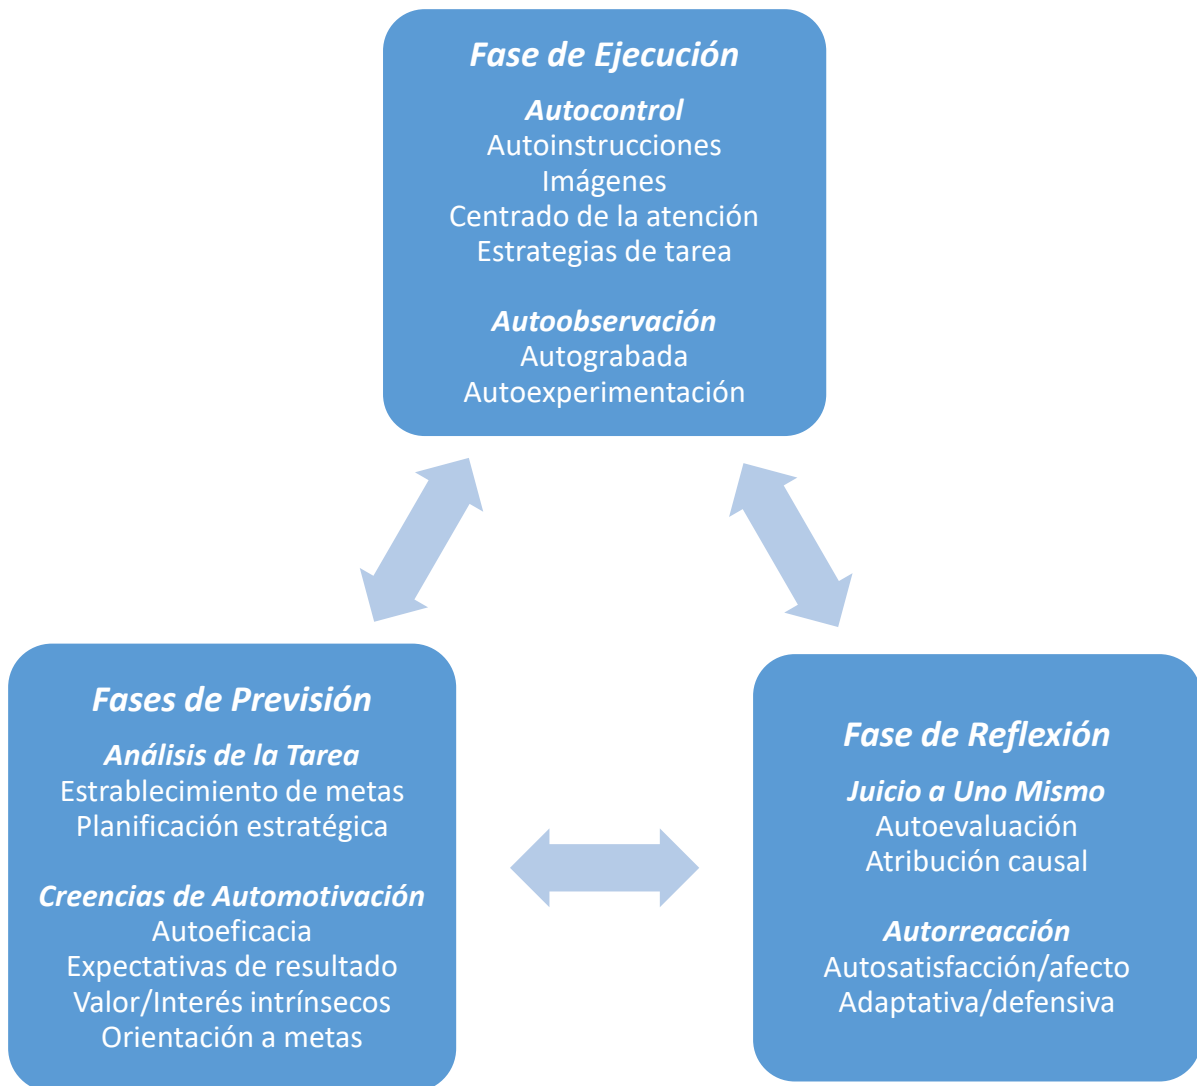 Fase de Ejecución
Autocontrol
Autoinstrucciones
Imágenes
Centrado de la atención
Estrategias de tarea
Autoobservación
Autograbada
Autoexperimentación
Fases de Previsión
Análisis de la Tarea
Estrablecimiento de metas
Planificación estratégica
Creencias de Automotivación
Autoeficacia
Expectativas de resultado
Valor/Interés intrínsecos
Orientación a metas
Fase de Reflexión
Juicio a Uno Mismo
Autoevaluación
Atribución causal
Autorreacción
Autosatisfacción/afecto
Adaptativa/defensiva